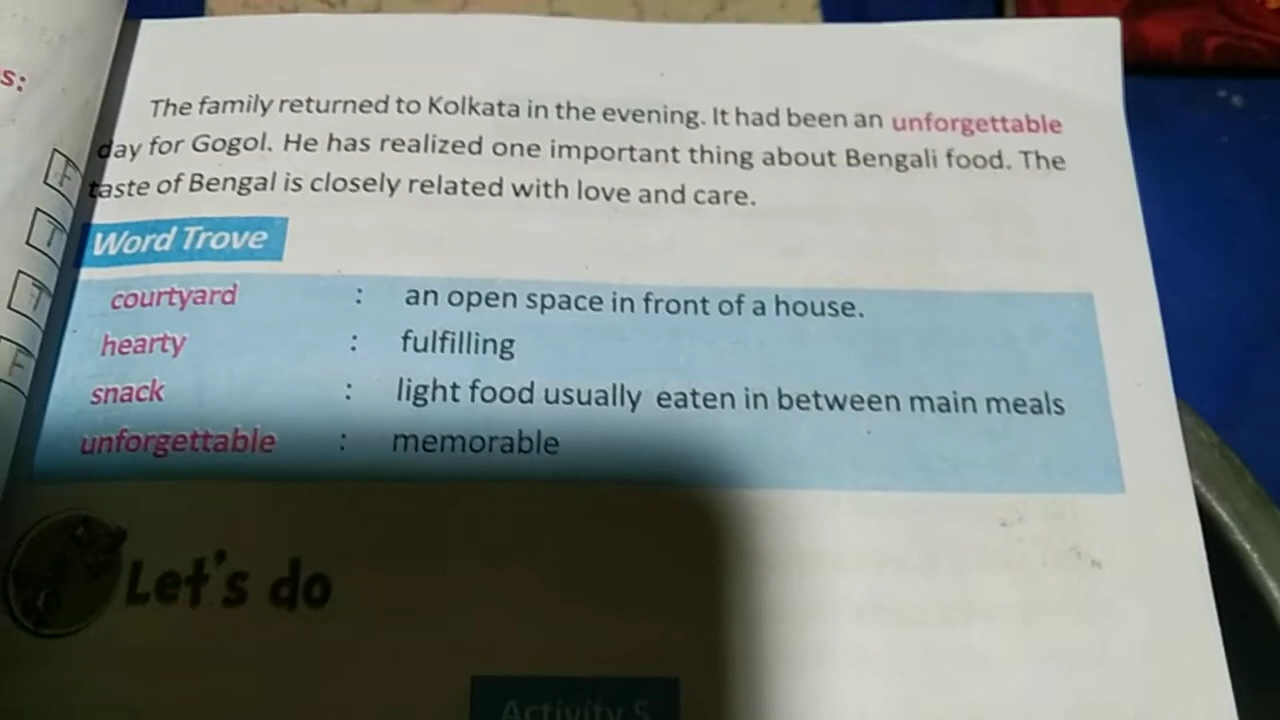 s:
The family returned to Kolkata in the evening. It had been an unforgettable
day for Gogol. He has realized one important thing about Bengali food. The
taste of Bengal is closely related with love and care.
F
T
T
F
Word Trove
courtyard : an open space in front of a house.
hearty : fulfilling
snack : light food usually eaten in between main meals
unforgettable : memorable
Let's do
Activity 5